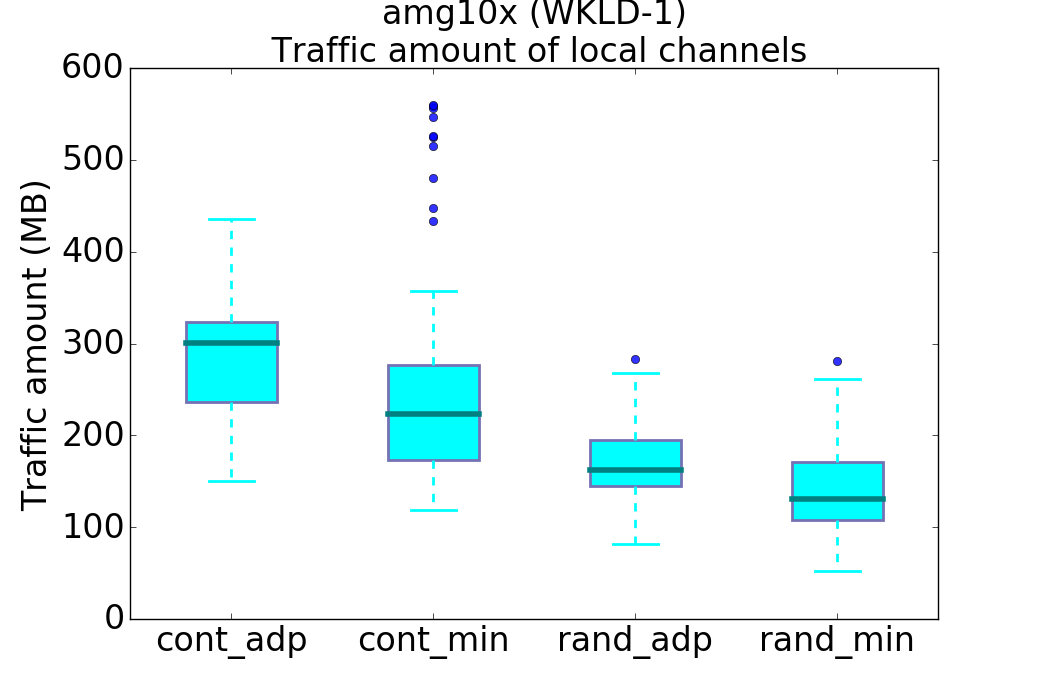 amg10x (WKLD-1)
Traffic amount of local channels
600
500
400
300
200
100
0
Traffic amount (MB)
cont_adp cont_min rand_adp rand_min